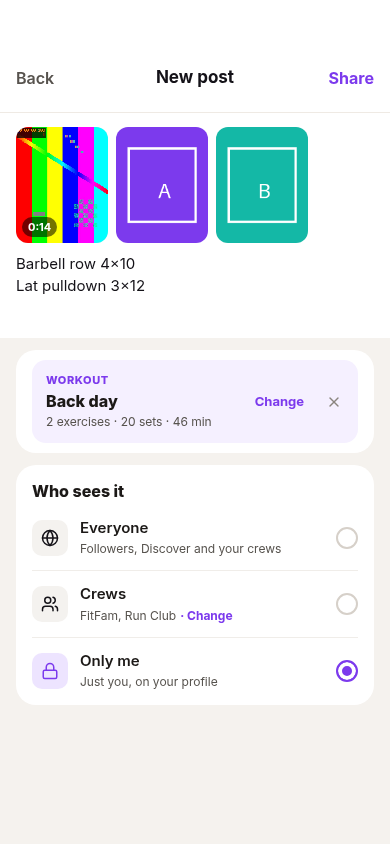 Back
New post
Share
0:14
A
B
Barbell row 4×10
Lat pulldown 3×12
WORKOUT
Back day
Change
2 exercises · 20 sets · 46 min
Who sees it
Everyone
Followers, Discover and your crews
Crews
FitFam, Run Club · Change
Only me
Just you, on your profile